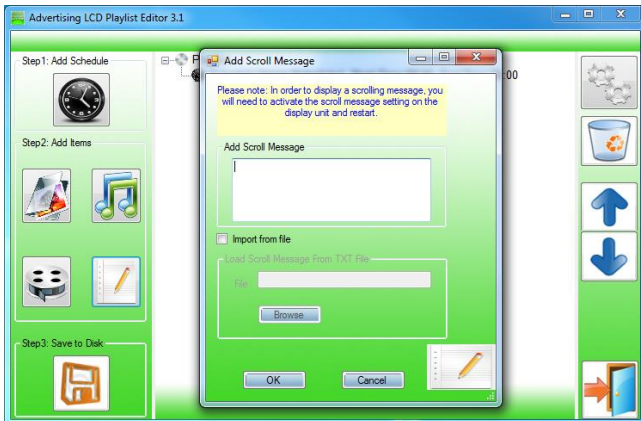 Advertising LCD Playlist Editor 3.1
Step1: Add Schedule
P
:00
Step2: Add Items
Step3: Save to Disk
Add Scroll Message
Please note: In order to display a scrolling message, you
will need to activate the scroll message setting on the
display unit and restart.
Add Scroll Message
Import from file
Load Scroll Message From TXT File
File
Browse
OK
Cancel